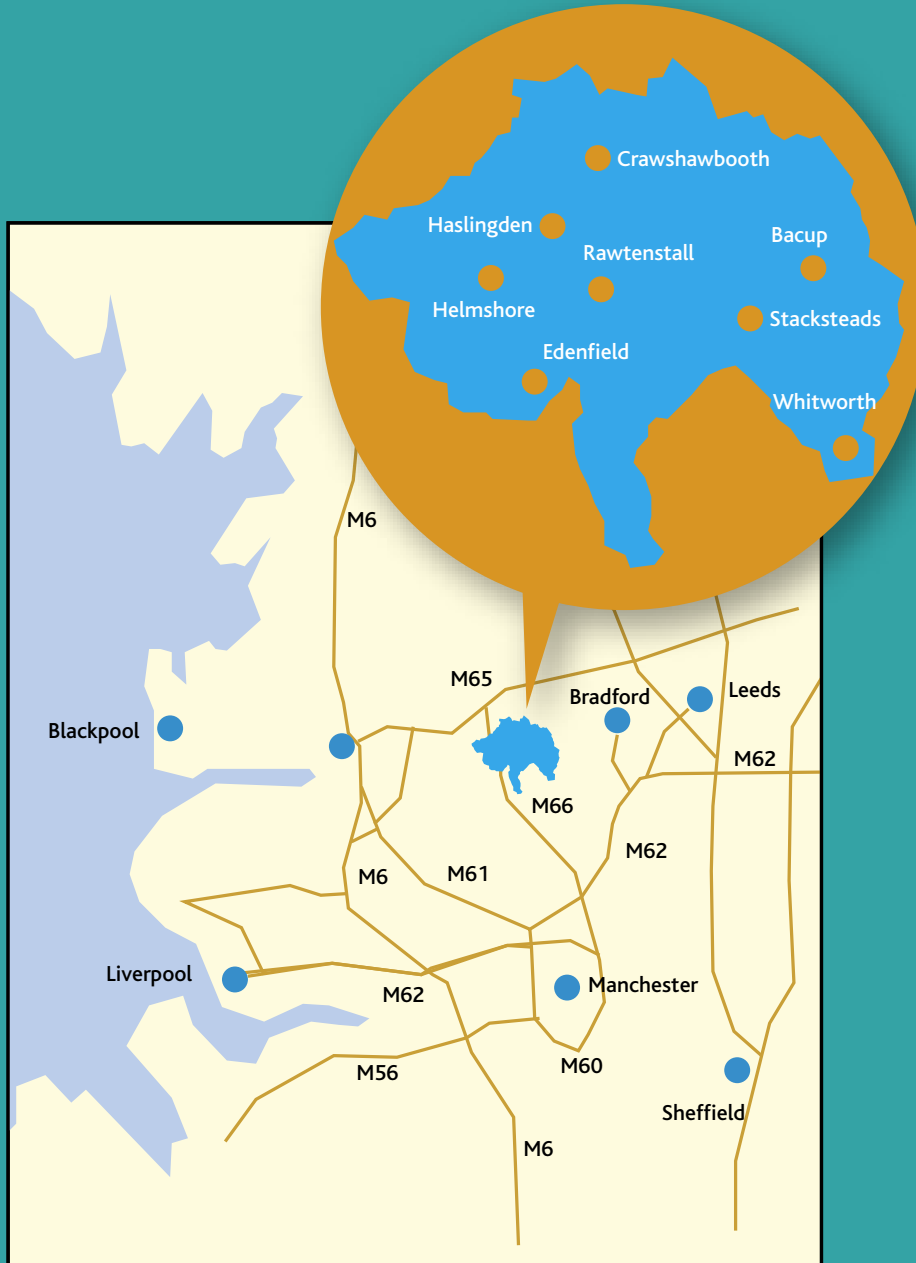 Crawshawbooth
Haslingden
Bacup
Rawtenstall
Helmshore
Stacksteads
Edenfield
Whitworth
M6
M65
Bradford
Leeds
Blackpool
M62
M66
M62
M6
M61
Liverpool
Manchester
M62
M60
M56
Sheffield
M6